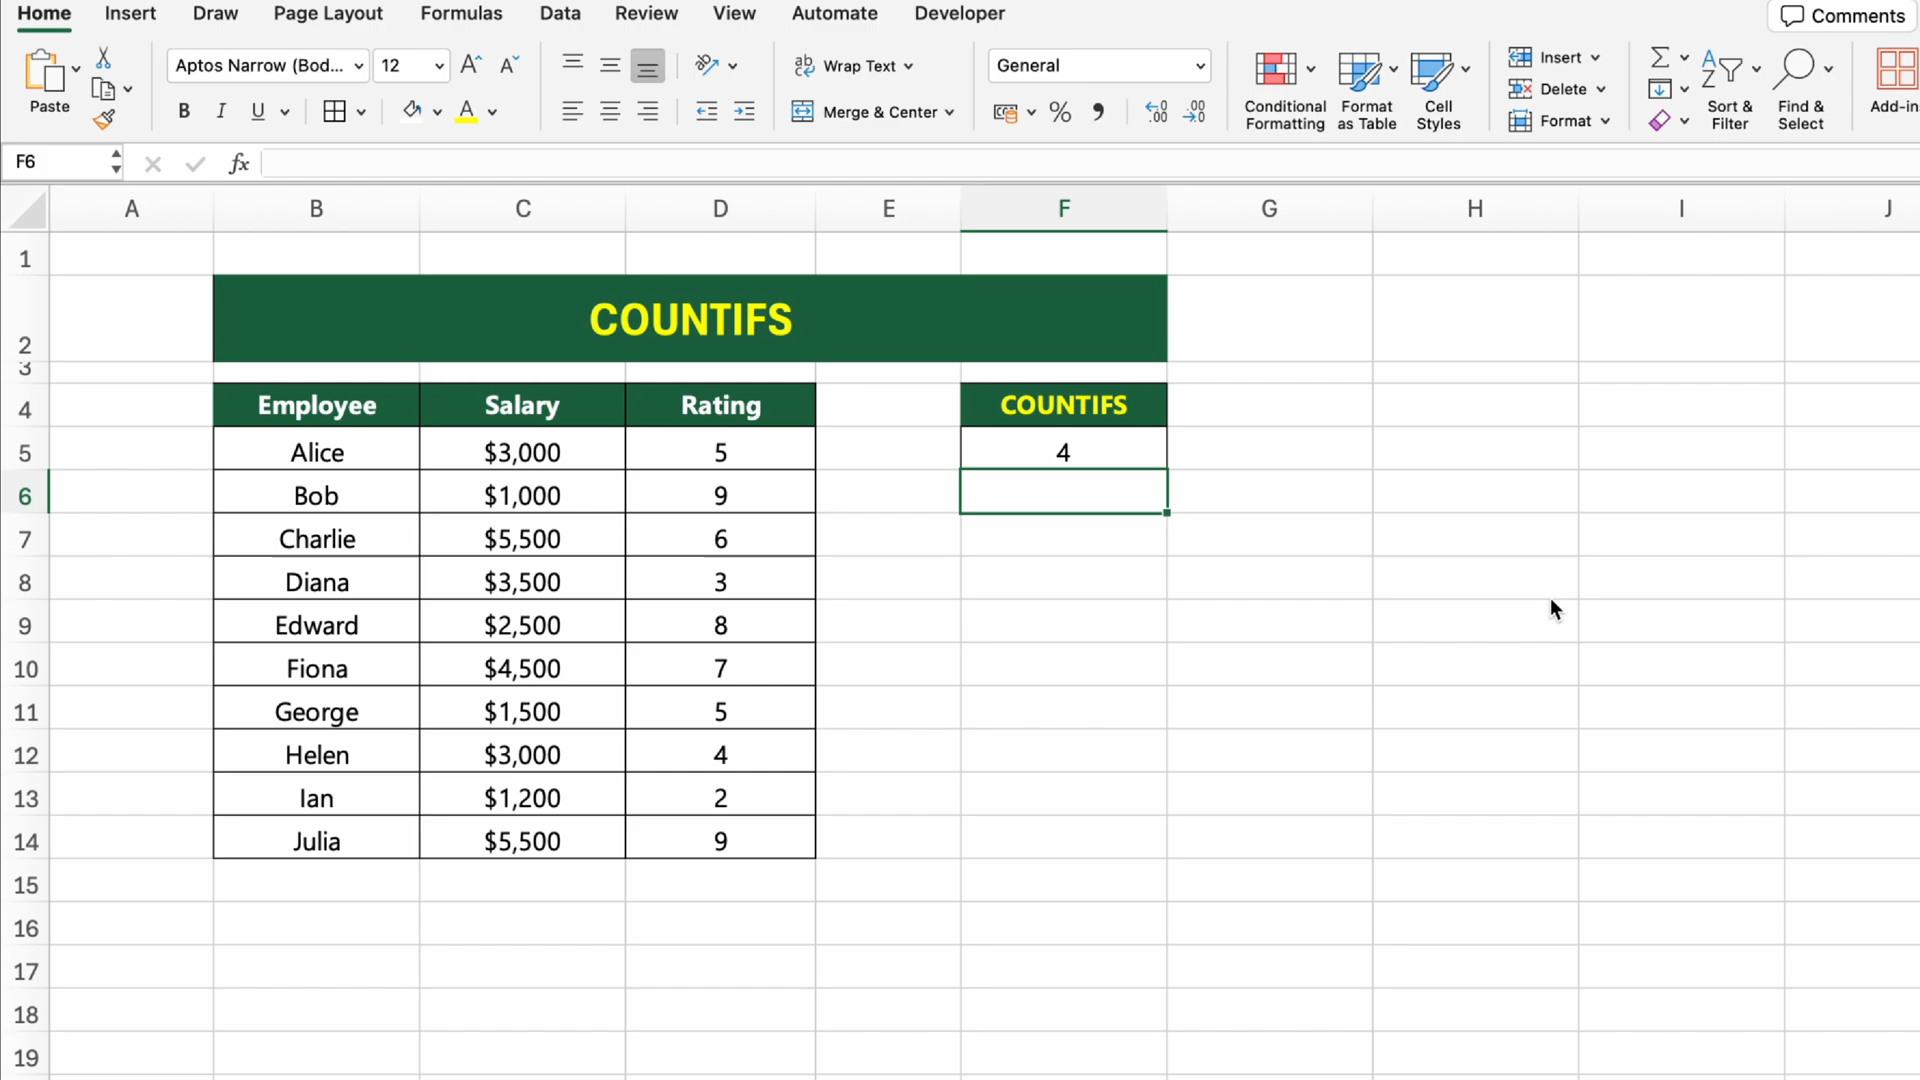 Home Insert Draw Page Layout Formulas Data Review View Automate Developer Comments
Paste
Aptos Narrow (Bod... 12
B I U A
Wrap Text
Merge & Center
General
Conditional Formatting
Format as Table
Cell Styles
Insert
Delete
Format
Sort & Filter
Find & Select
Add-in
F6 fx
A B C D E F G H I J
1
2 COUNTIFS
3
4 Employee Salary Rating COUNTIFS
5 Alice $3,000 5 4
6 Bob $1,000 9
7 Charlie $5,500 6
8 Diana $3,500 3
9 Edward $2,500 8
10 Fiona $4,500 7
11 George $1,500 5
12 Helen $3,000 4
13 Ian $1,200 2
14 Julia $5,500 9
15
16
17
18
19